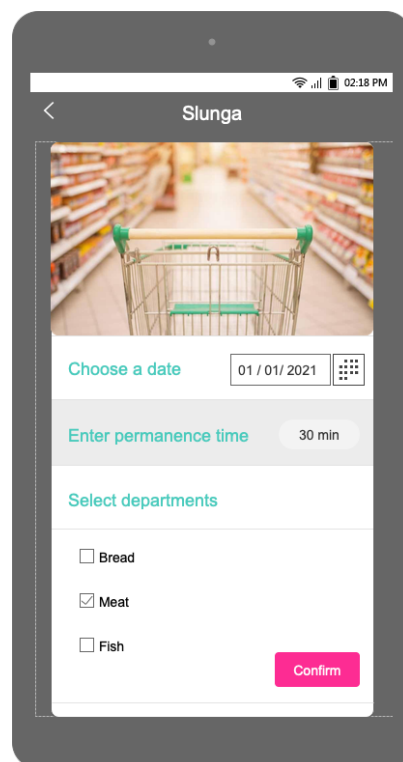 02:18 PM
Slunga
Choose a date 01 / 01/ 2021
Enter permanence time 30 min
Select departments
Bread
Meat
Fish
Confirm